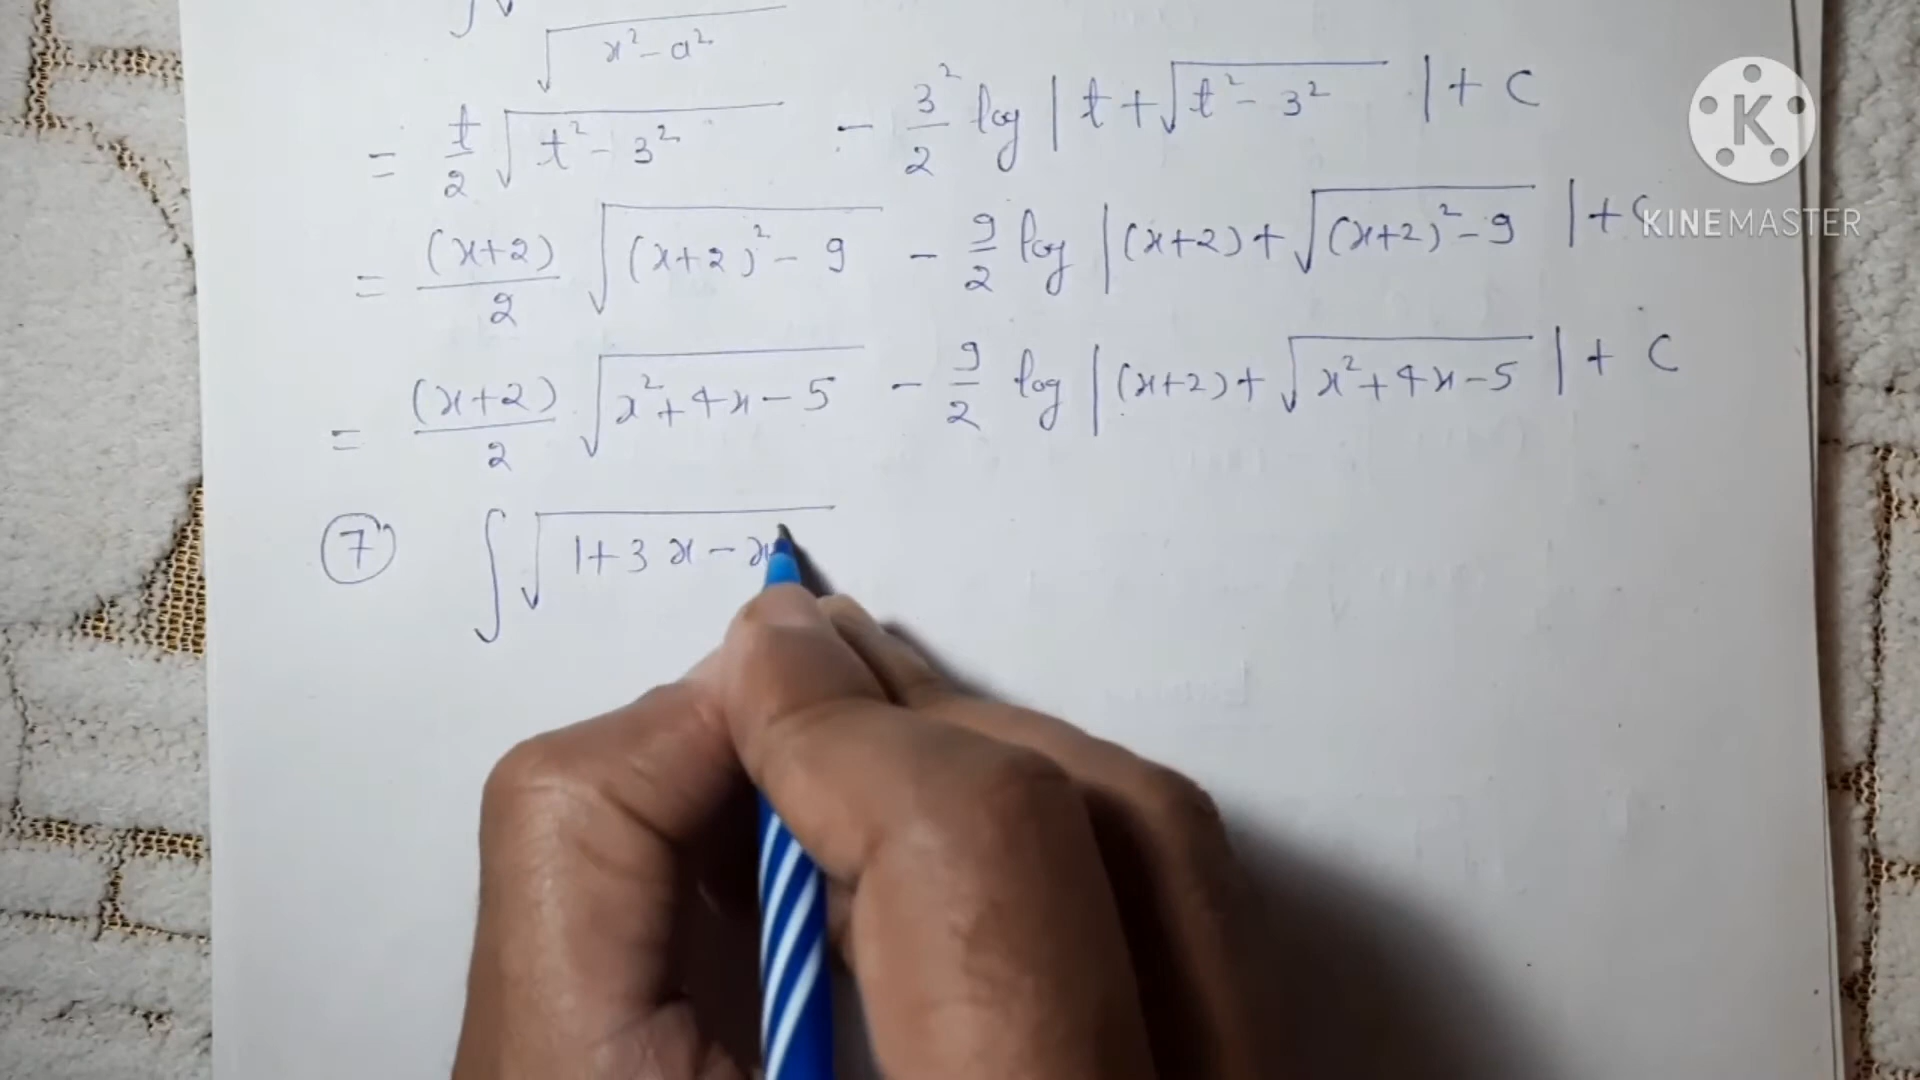 ∫√
√x² - a²
= t/2 √t² - 3² - 3²/2 log | t + √t² - 3² | + C
= (x+2)/2 √(x+2)² - 9 - 9/2 log | (x+2) + √(x+2)² - 9 | + C
= (x+2)/2 √x² + 4x - 5 - 9/2 log | (x+2) + √x² + 4x - 5 | + C
7 ∫ √1 + 3x - x
K
KINEMASTER